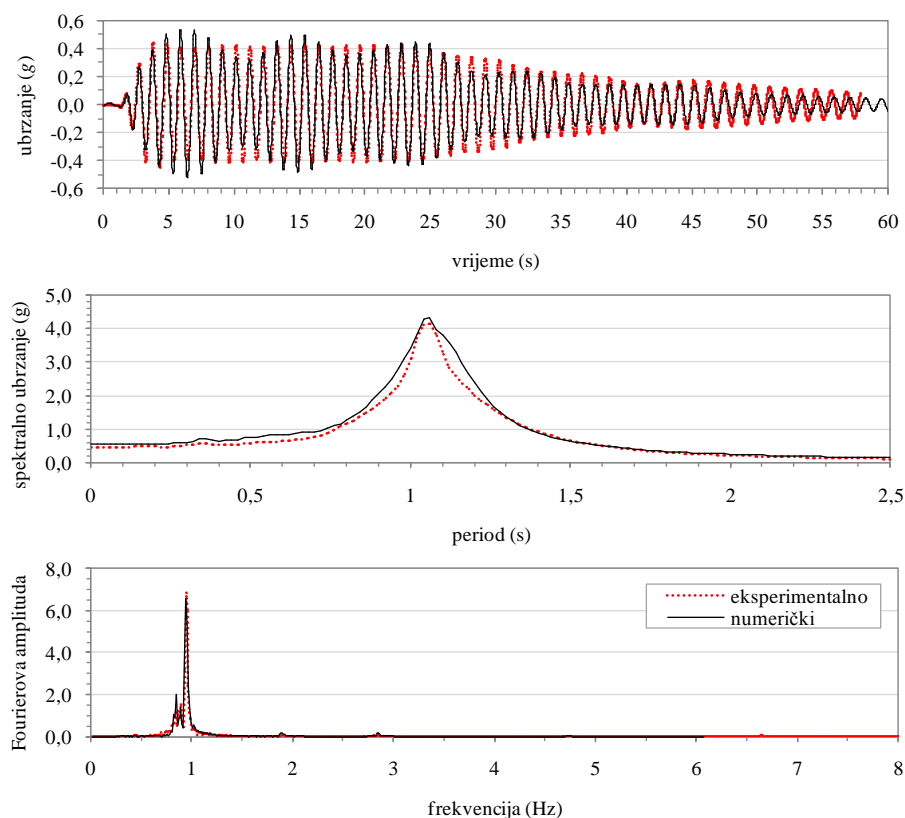 ubrzanje (g)
0,6
0,4
0,2
0,0
-0,2
-0,4
-0,6
0 5 10 15 20 25 30 35 40 45 50 55 60
vrijeme (s)
spektralno ubrzanje (g)
5,0
4,0
3,0
2,0
1,0
0,0
0 0,5 1 1,5 2 2,5
period (s)
Fourierova amplituda
8,0
6,0
4,0
2,0
0,0
0 1 2 3 4 5 6 7 8
frekvencija (Hz)
eksperimentalno
numerički